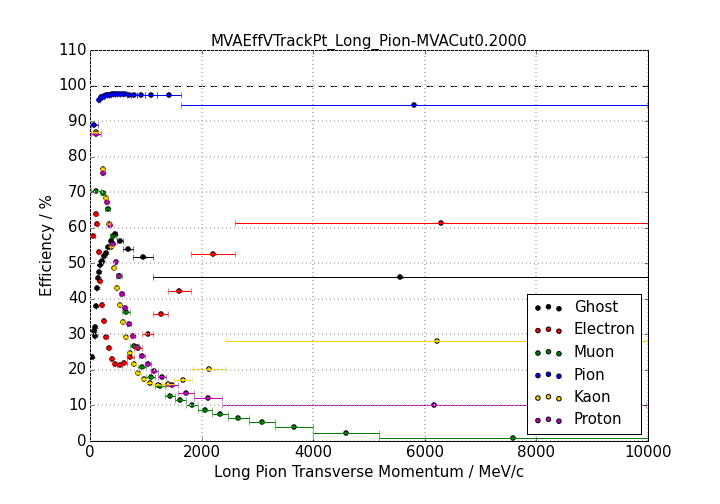 MVAEffVTrackPt_Long_Pion-MVACut0.2000
110
100
90
80
70
60
50
40
30
20
10
0
Efficiency / %
0 2000 4000 6000 8000 10000
Long Pion Transverse Momentum / MeV/c
Ghost
Electron
Muon
Pion
Kaon
Proton